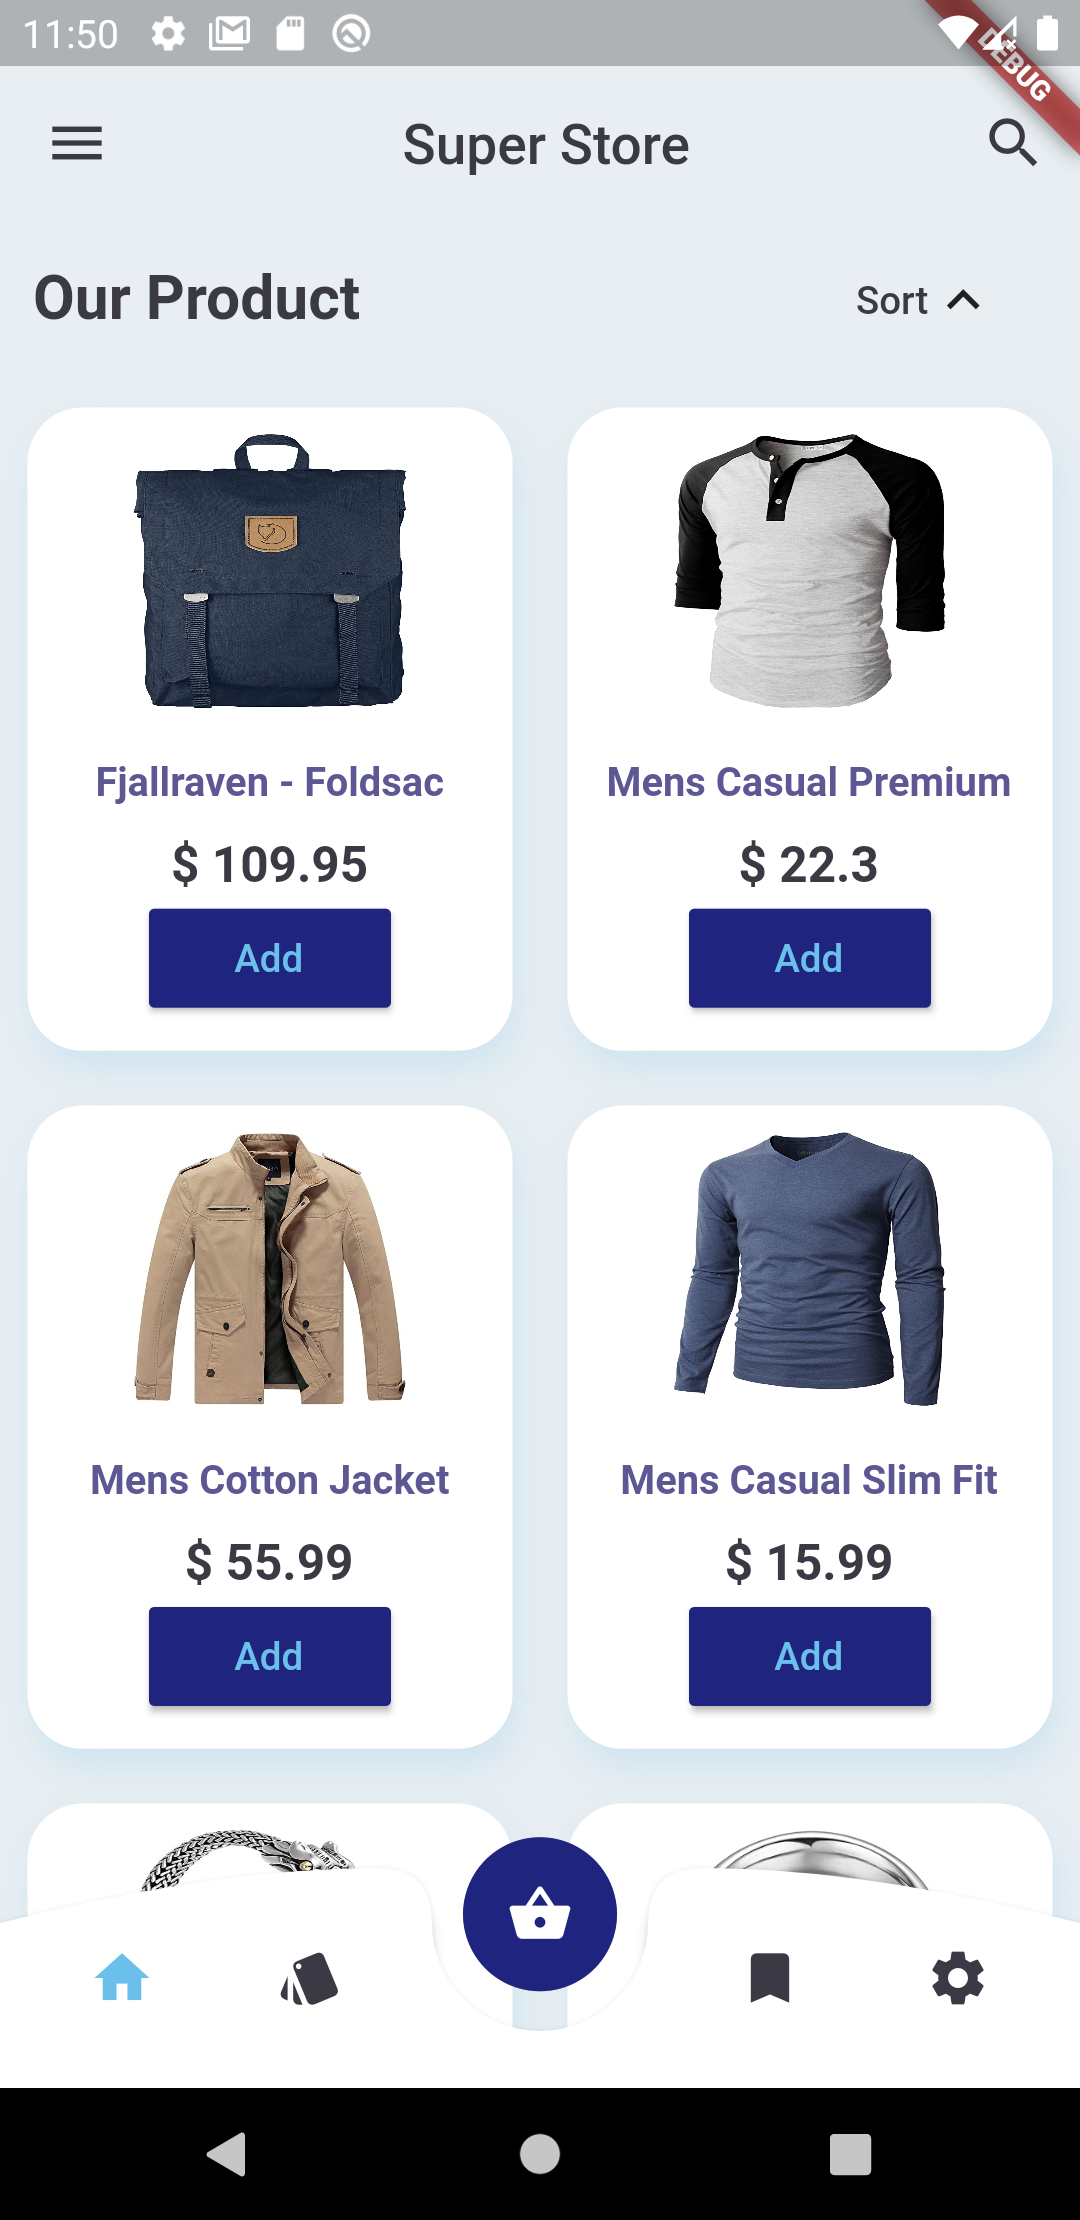 11:50
DEBUG
Super Store
Our Product
Sort
Fjallraven - Foldsac
Mens Casual Premium
$ 109.95
$ 22.3
Add
Add
Mens Cotton Jacket
Mens Casual Slim Fit
$ 55.99
$ 15.99
Add
Add